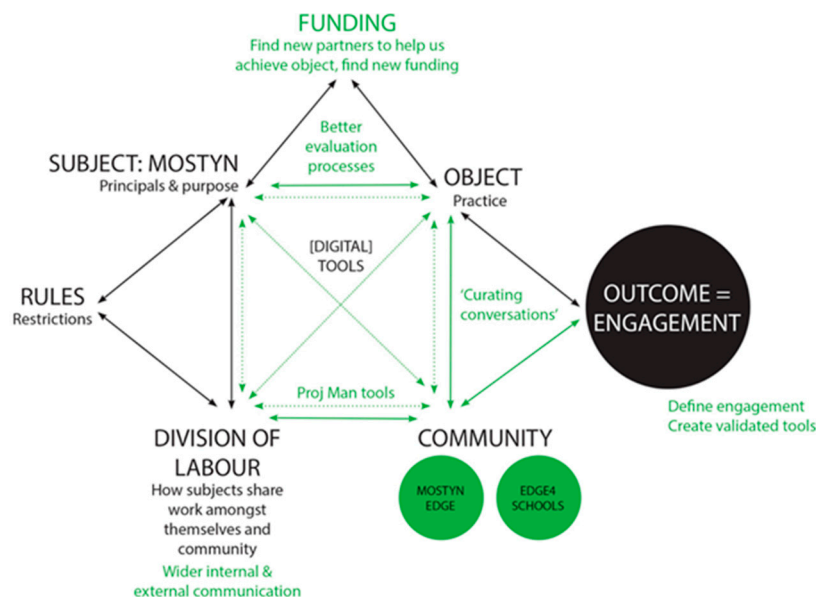 FUNDING
Find new partners to help us
achieve object, find new funding
Better
evaluation
processes
SUBJECT: MOSTYN
Principals & purpose
OBJECT
Practice
[DIGITAL]
TOOLS
RULES
Restrictions
'Curating
conversations'
OUTCOME =
ENGAGEMENT
Proj Man tools
Define engagement
Create validated tools
DIVISION OF
LABOUR
How subjects share
work amongst
themselves and
community
Wider internal &
external communication
COMMUNITY
MOSTYN
EDGE
EDGE4
SCHOOLS